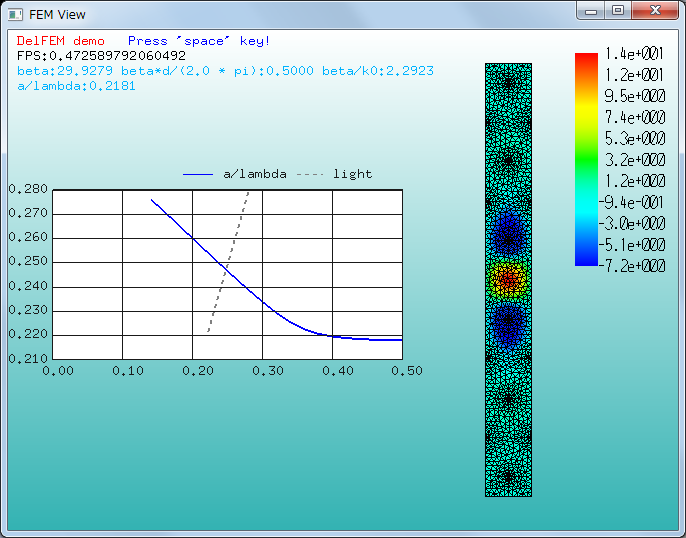 FEM View
DelFEM demo Press "space" key!
FPS:0.472589792060492
beta:29.9279 beta*d/(2.0 * pi):0.5000 beta/k0:2.2923
a/lambda:0.2181
a/lambda light
0.280
0.270
0.260
0.250
0.240
0.230
0.220
0.210
0.00 0.10 0.20 0.30 0.40 0.50
1.4e+001
1.2e+001
9.5e+000
7.4e+000
5.3e+000
3.2e+000
1.2e+000
-9.4e-001
-3.0e+000
-5.1e+000
-7.2e+000